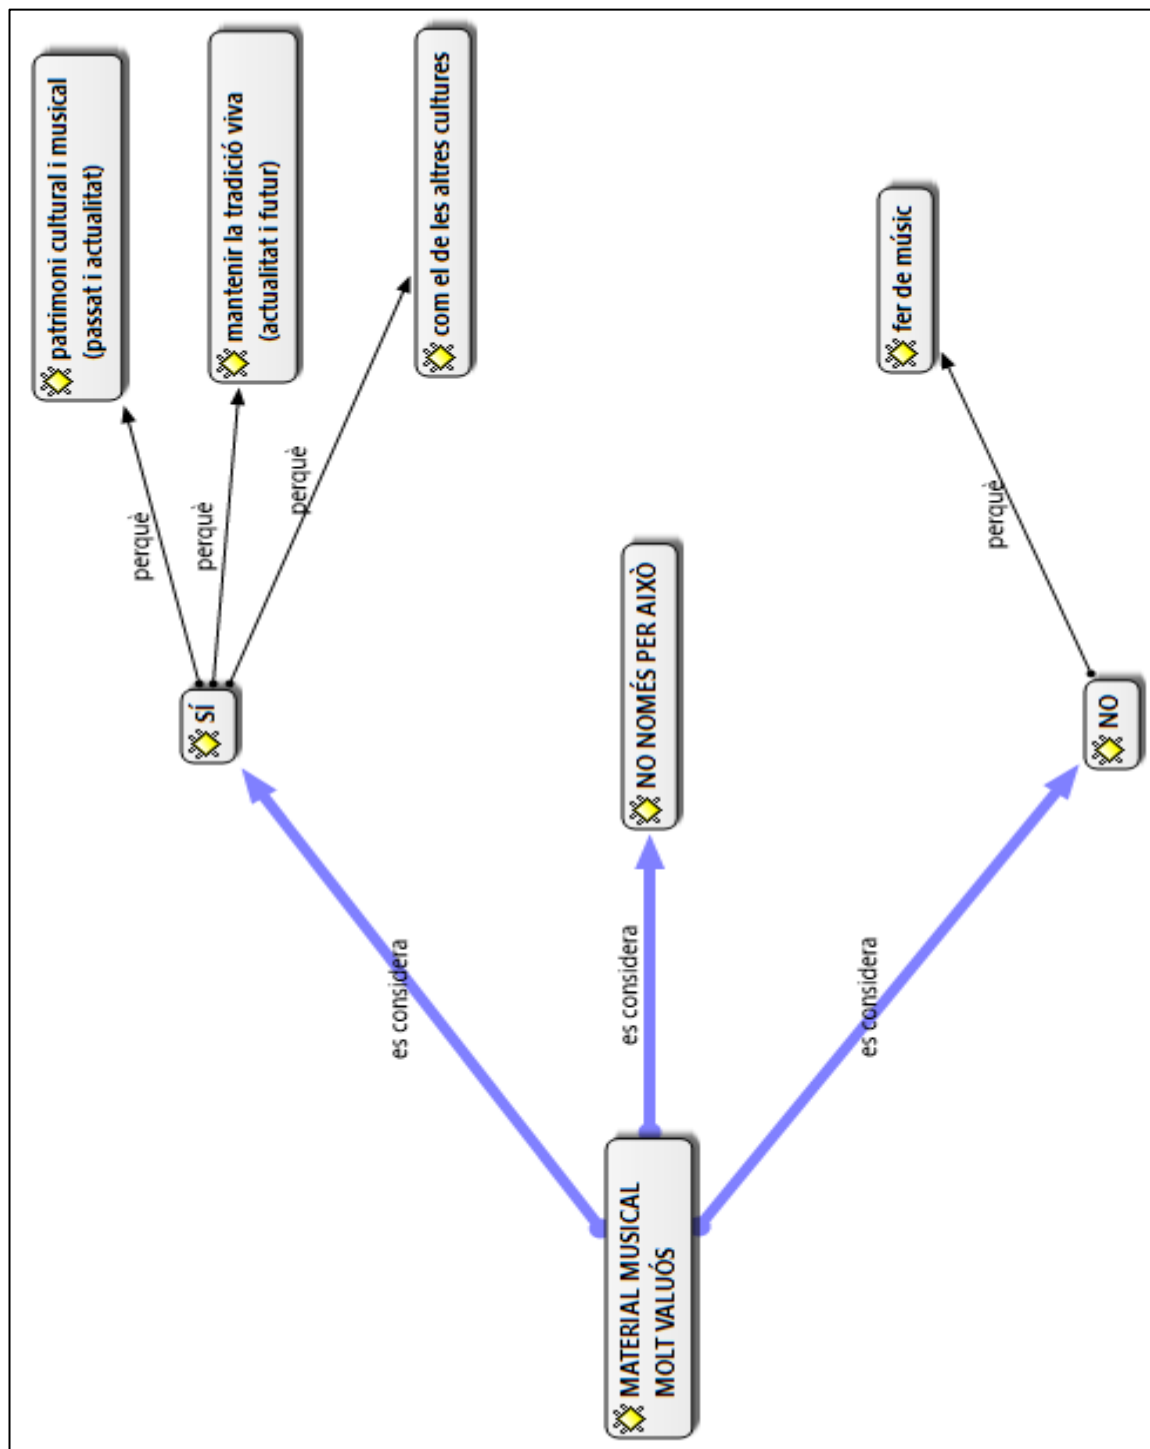 MATERIAL MUSICAL
MOLT VALUÓS
es considera
SÍ
perquè
patrimoni cultural i musical
(passat i actualitat)
perquè
mantenir la tradició viva
(actualitat i futur)
perquè
com el de les altres cultures
es considera
NO NOMÉS PER AIXÒ
es considera
NO
perquè
fer de músic